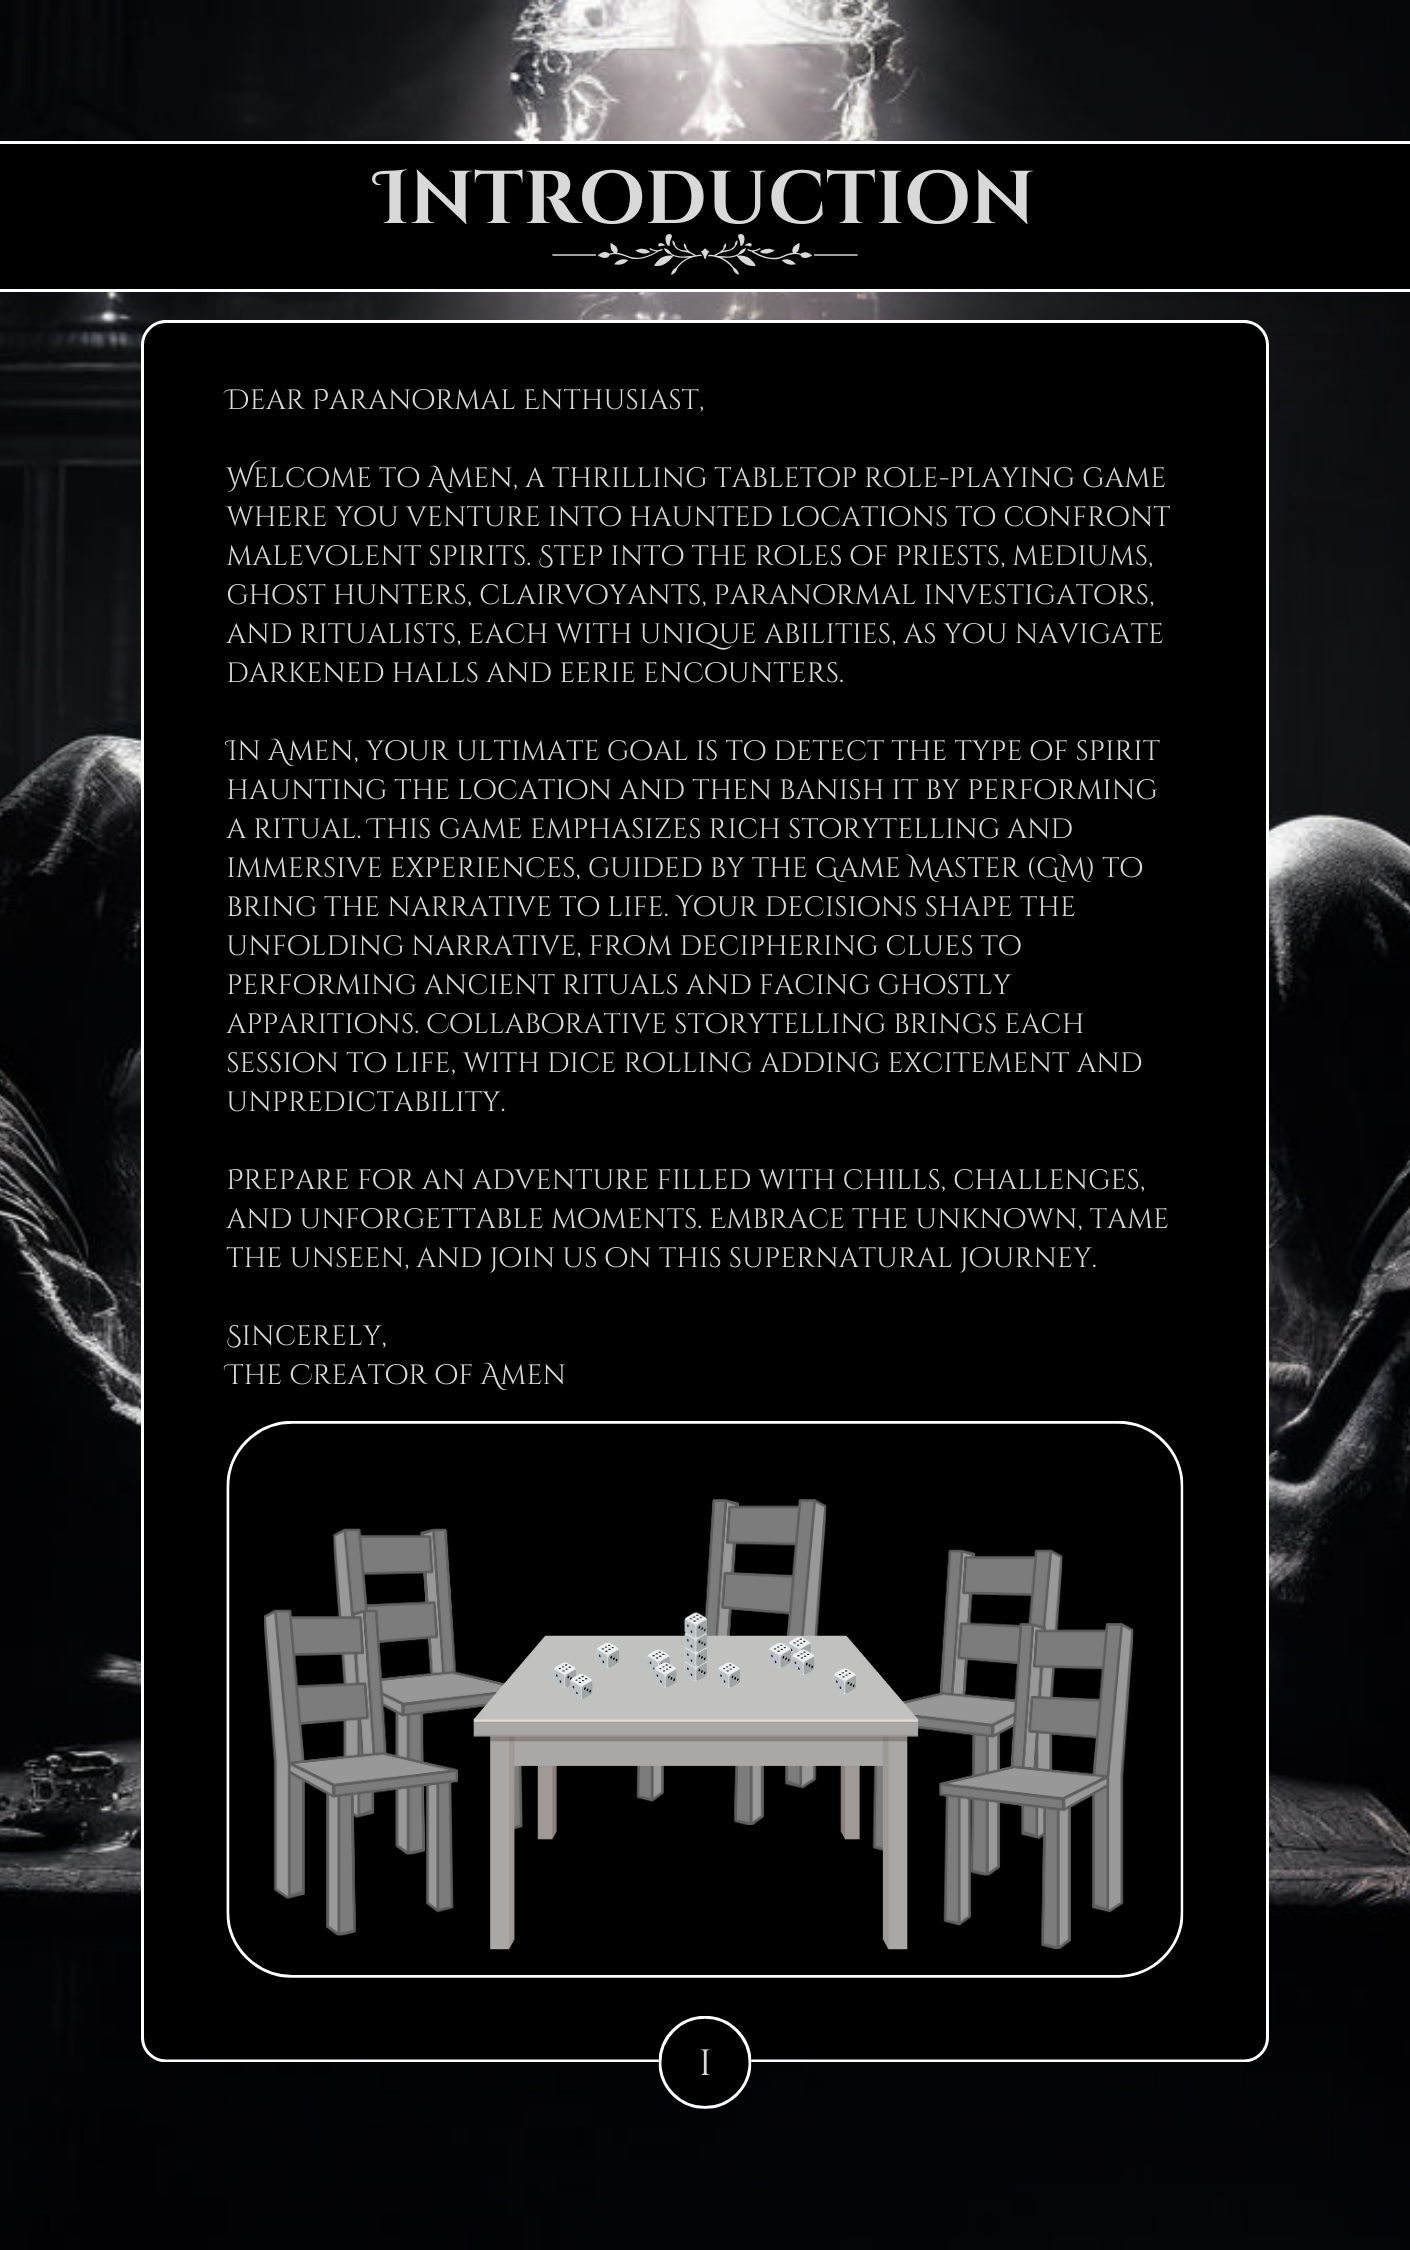 Introduction
Dear Paranormal Enthusiast,
Welcome to Amen, a thrilling tabletop role-playing game
where you venture into haunted locations to confront
malevolent spirits. Step into the roles of priests, mediums,
ghost hunters, clairvoyants, paranormal investigators,
and ritualists, each with unique abilities, as you navigate
darkened halls and eerie encounters.
In Amen, your ultimate goal is to detect the type of spirit
haunting the location and then banish it by performing
a ritual. This game emphasizes rich storytelling and
immersive experiences, guided by the Game Master (GM) to
bring the narrative to life. Your decisions shape the
unfolding narrative, from deciphering clues to
performing ancient rituals and facing ghostly
apparitions. Collaborative storytelling brings each
session to life, with dice rolling adding excitement and
unpredictability.
Prepare for an adventure filled with chills, challenges,
and unforgettable moments. Embrace the unknown, tame
the unseen, and join us on this supernatural journey.
Sincerely,
The Creator of Amen
I